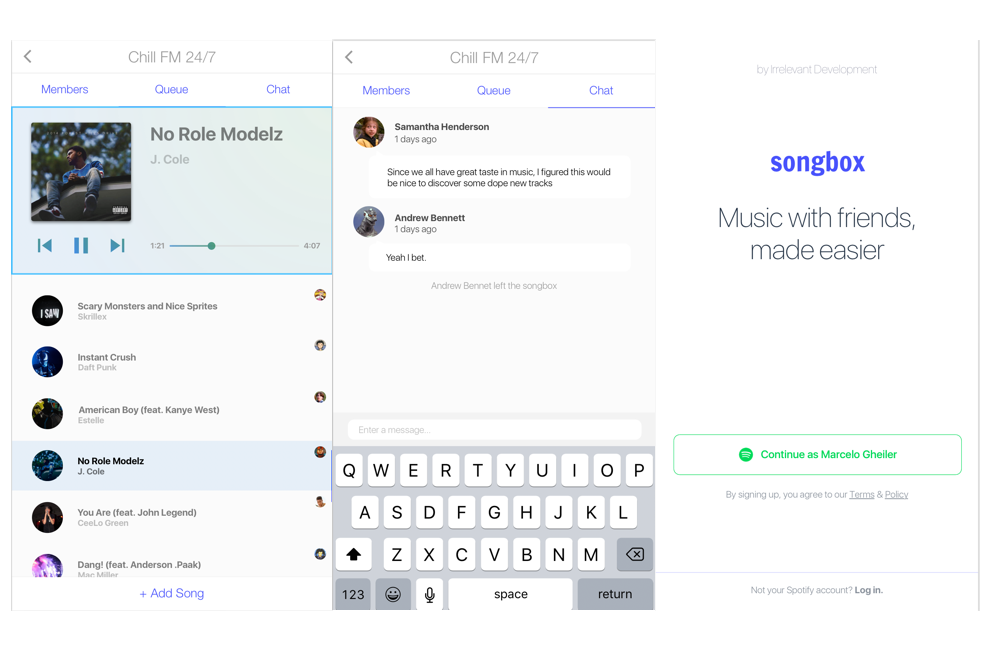 Chill FM 24/7
Members
Queue
Chat
No Role Modelz
J. Cole
1:21
4:07
I SAW
Scary Monsters and Nice Sprites
Skrillex
Instant Crush
Daft Punk
American Boy (feat. Kanye West)
Estelle
No Role Modelz
J. Cole
You Are (feat. John Legend)
CeeLo Green
Dang! (feat. Anderson .Paak)
Mac Miller
+ Add Song
Chill FM 24/7
Members
Queue
Chat
Samantha Henderson
1 days ago
Since we all have great taste in music, I figured this would
be nice to discover some dope new tracks
Andrew Bennett
1 days ago
Yeah I bet.
Andrew Bennet left the songbox
Enter a message...
Q W E R T Y U I O P
A S D F G H J K L
Z X C V B N M
123
space
return
by Irrelevant Development
songbox
Music with friends,
made easier
Continue as Marcelo Gheiler
By signing up, you agree to our Terms & Policy
Not your Spotify account? Log in.